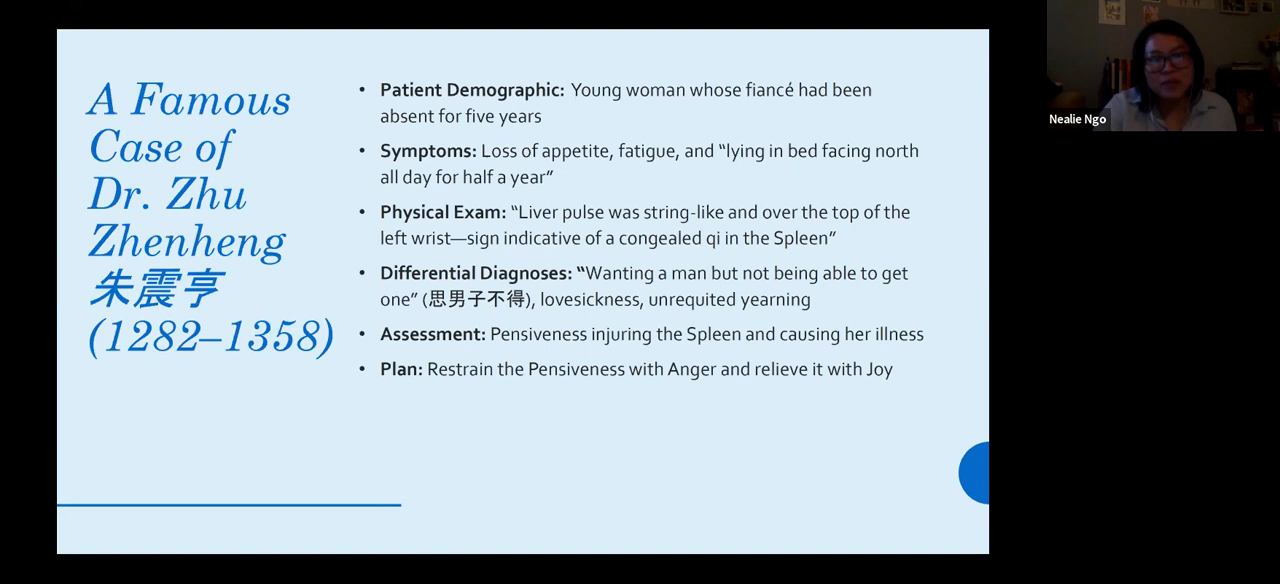 A Famous
Case of
Dr. Zhu
Zhenheng
朱震亨
(1282–1358)
• Patient Demographic: Young woman whose fiancé had been
absent for five years
• Symptoms: Loss of appetite, fatigue, and “lying in bed facing north
all day for half a year”
• Physical Exam: “Liver pulse was string-like and over the top of the
left wrist—sign indicative of a congealed qi in the Spleen”
• Differential Diagnoses: “Wanting a man but not being able to get
one” (思男子不得), lovesickness, unrequited yearning
• Assessment: Pensiveness injuring the Spleen and causing her illness
• Plan: Restrain the Pensiveness with Anger and relieve it with Joy
Nealie Ngo